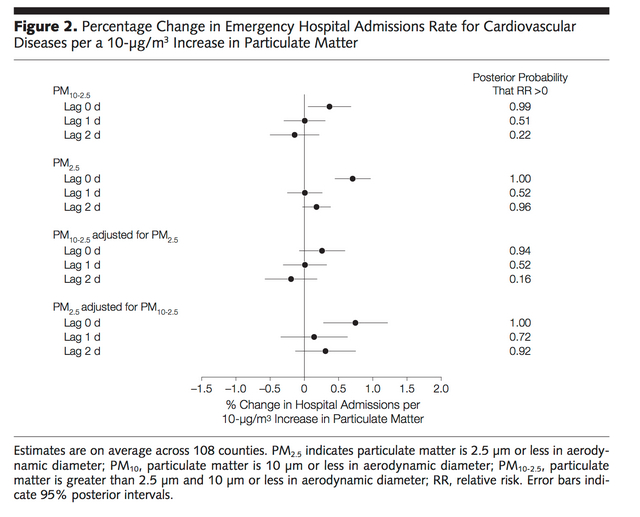 Figure 2. Percentage Change in Emergency Hospital Admissions Rate for Cardiovascular
Diseases per a 10-µg/m³ Increase in Particulate Matter
Posterior Probability
That RR >0
PM10-2.5
Lag 0 d 0.99
Lag 1 d 0.51
Lag 2 d 0.22
PM2.5
Lag 0 d 1.00
Lag 1 d 0.52
Lag 2 d 0.96
PM10-2.5 adjusted for PM2.5
Lag 0 d 0.94
Lag 1 d 0.52
Lag 2 d 0.16
PM2.5 adjusted for PM10-2.5
Lag 0 d 1.00
Lag 1 d 0.72
Lag 2 d 0.92
−1.5 −1.0 −0.5 0 0.5 1.0 1.5 2.0
% Change in Hospital Admissions per
10-µg/m³ Increase in Particulate Matter
Estimates are on average across 108 counties. PM2.5 indicates particulate matter is 2.5 µm or less in aerody-
namic diameter; PM10, particulate matter is 10 µm or less in aerodynamic diameter; PM10-2.5, particulate
matter is greater than 2.5 µm and 10 µm or less in aerodynamic diameter; RR, relative risk. Error bars indi-
cate 95% posterior intervals.